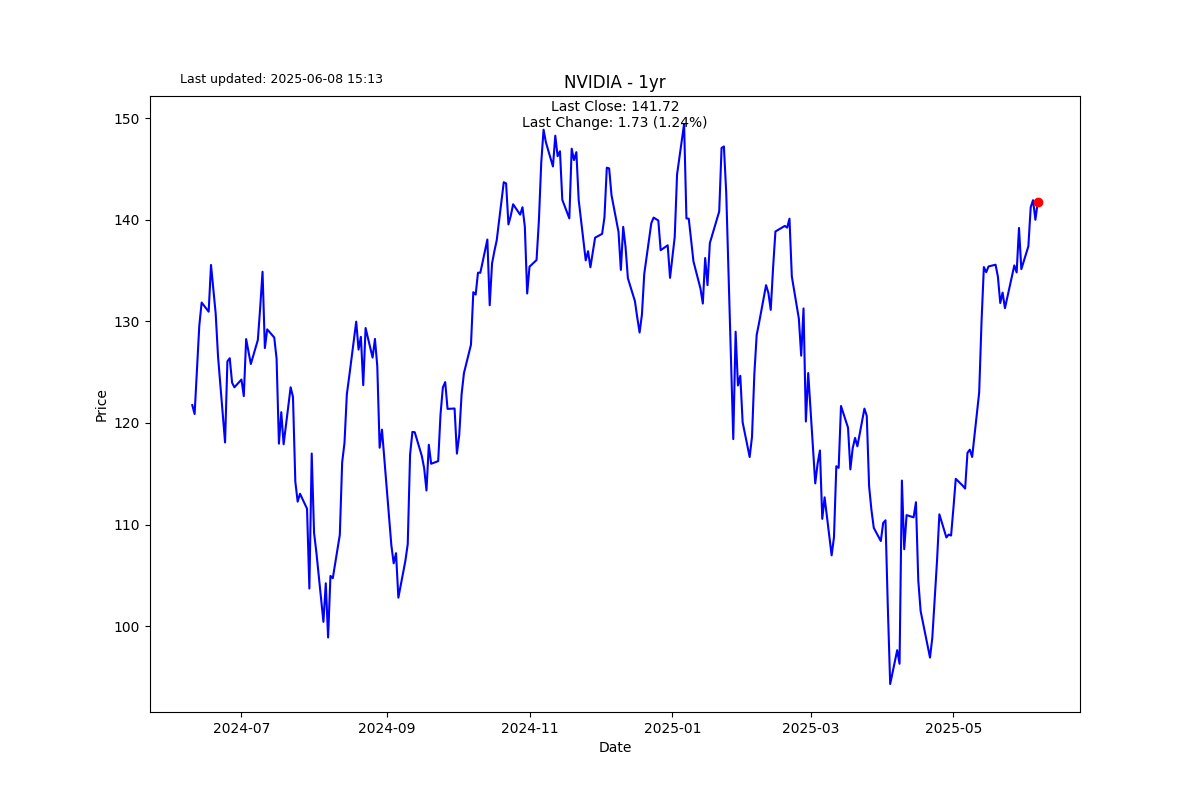 Last updated: 2025-06-08 15:13
NVIDIA - 1yr
Last Close: 141.72
Last Change: 1.73 (1.24%)
150
140
130
120
110
100
Price
2024-07
2024-09
2024-11
2025-01
2025-03
2025-05
Date